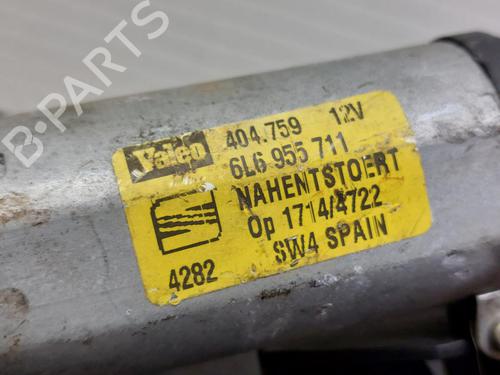 B-PARTS
Valeo 404.759 12V
6L6 955 711
NAHENTSTOERT
Op 1714/4722
4282 SW4 SPAIN